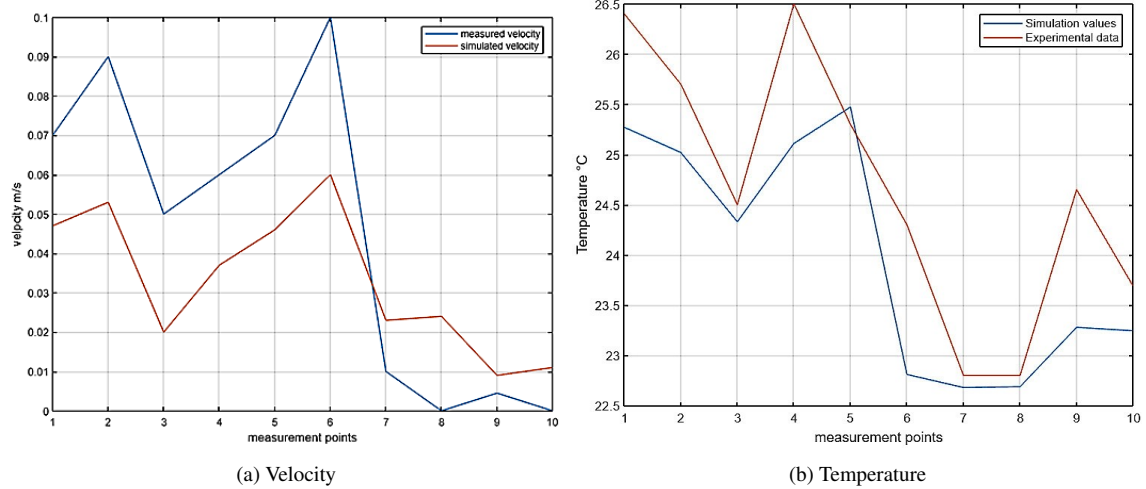 0.1
0.09
0.08
0.07
0.06
0.05
0.04
0.03
0.02
0.01
0
velpcity m/s
measured velocity
simulated velocity
1 2 3 4 5 6 7 8 9 10
measurement points
(a) Velocity
26.5
26
25.5
25
24.5
24
23.5
23
22.5
Temperature °C
Simulation values
Experimental data
1 2 3 4 5 6 7 8 9 10
measurement points
(b) Temperature